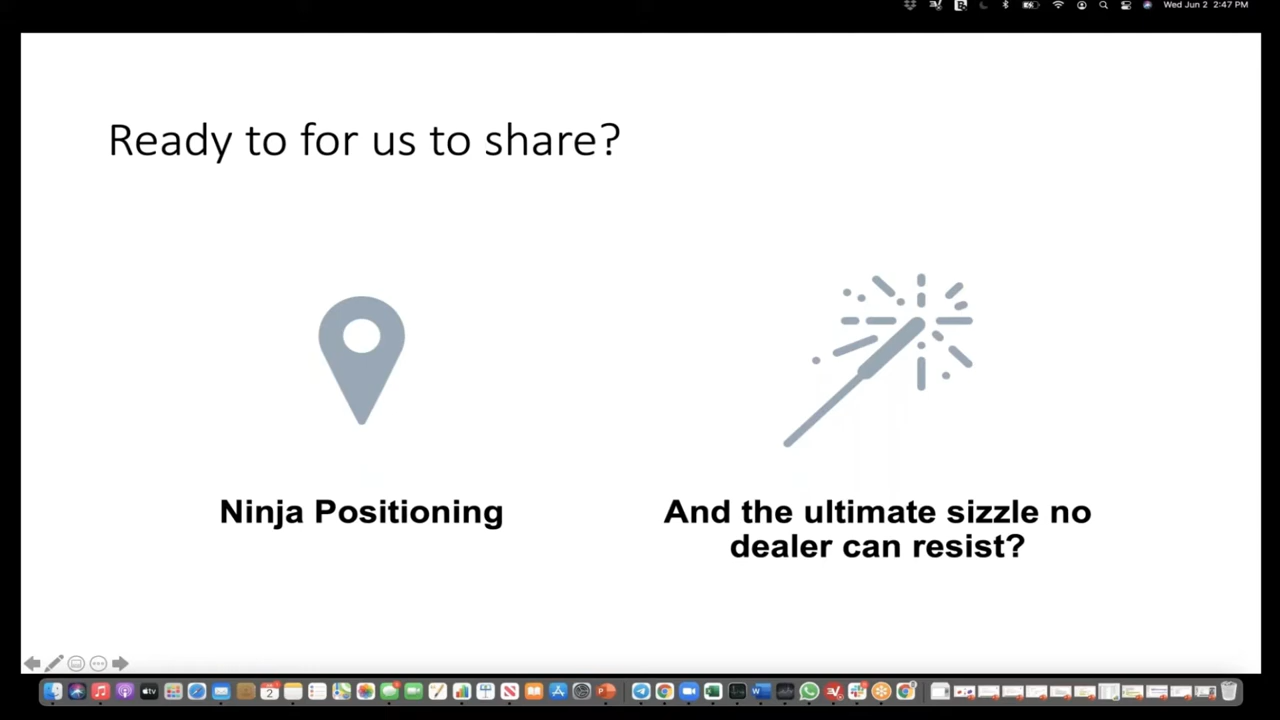 Wed Jun 2 2:47 PM
Ready to for us to share?
Ninja Positioning
And the ultimate sizzle no
dealer can resist?